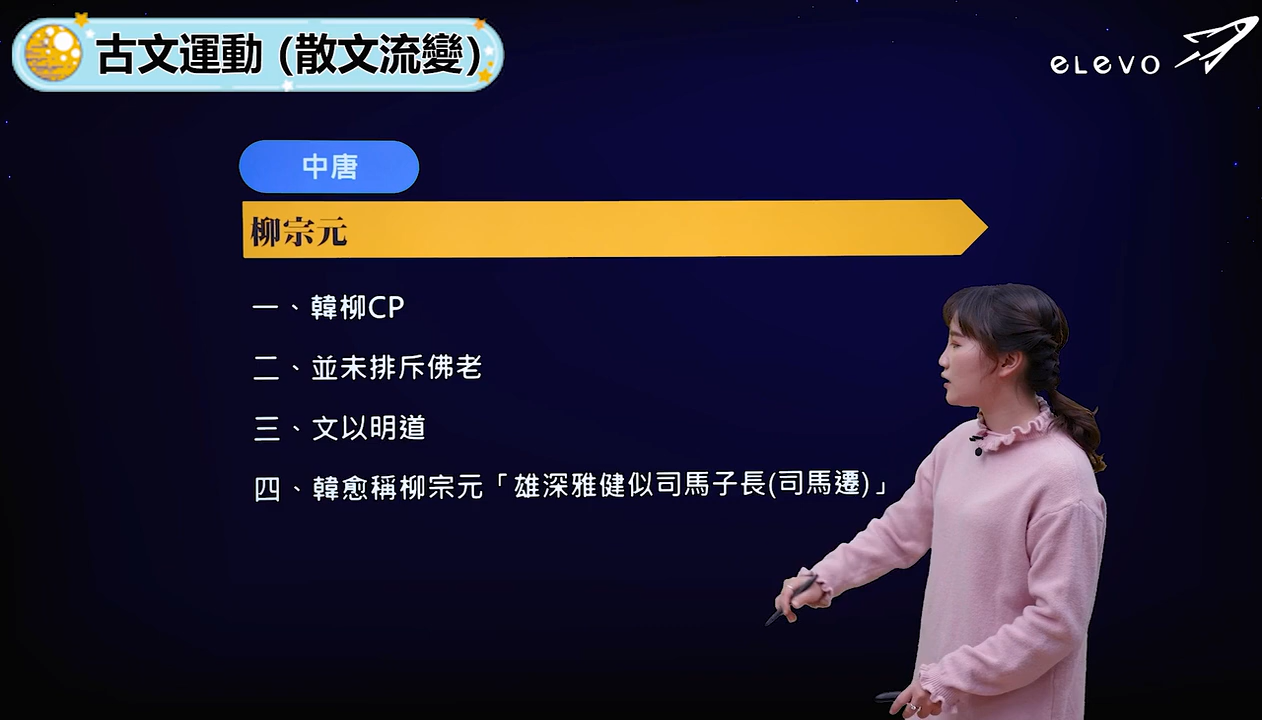 古文運動 (散文流變)
eLevo
中唐
柳宗元
一、韓柳CP
二、並未排斥佛老
三、文以明道
四、韓愈稱柳宗元「雄深雅健似司馬子長(司馬遷)」